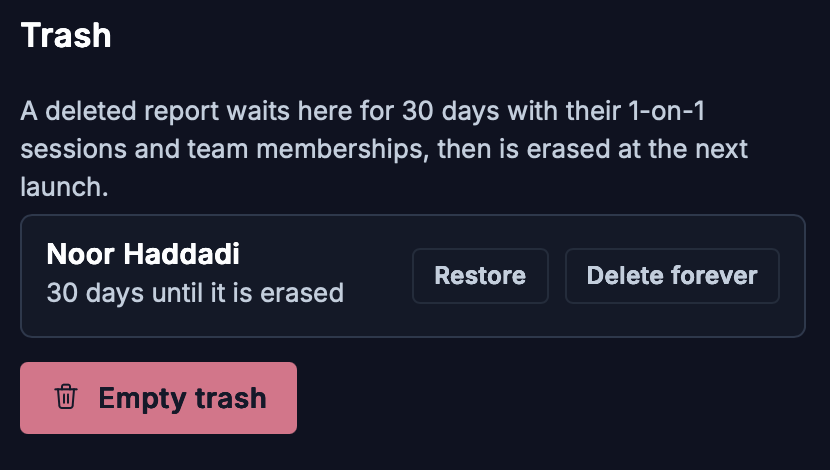 Trash
A deleted report waits here for 30 days with their 1-on-1
sessions and team memberships, then is erased at the next
launch.
Noor Haddadi
30 days until it is erased
Restore
Delete forever
Empty trash